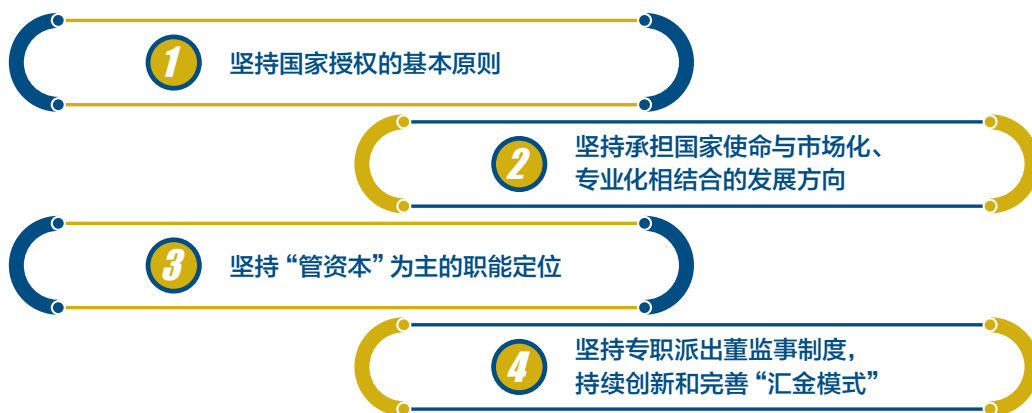 1 坚持国家授权的基本原则
2 坚持承担国家使命与市场化、
专业化相结合的发展方向
3 坚持“管资本”为主的职能定位
4 坚持专职派出董监事制度，
持续创新和完善“汇金模式”